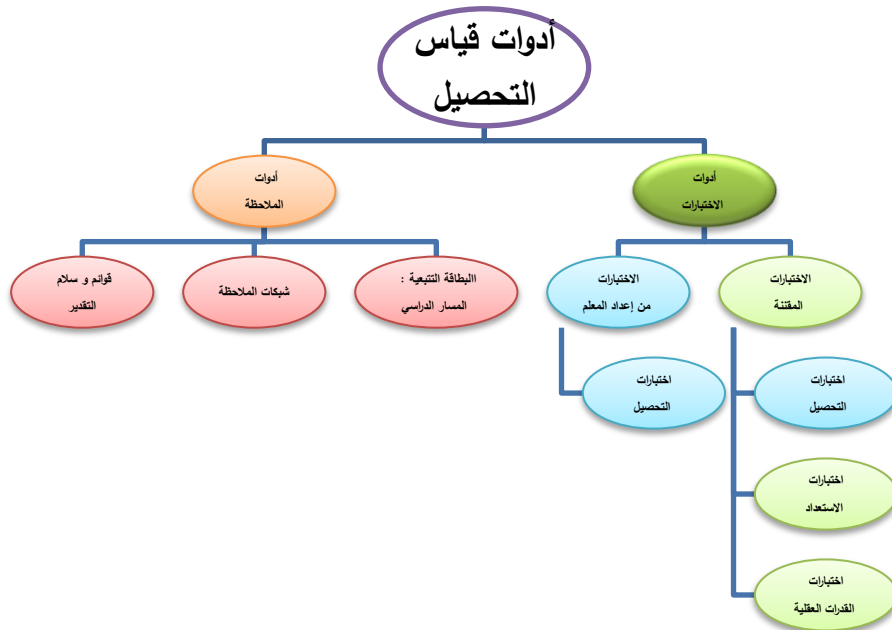 أدوات قياس
التحصيل
أدوات
الاختبارات
أدوات
الملاحظة
الاختبارات
المقننة
الاختبارات
من إعداد المعلم
االبطاقة التتبعية :
المسار الدراسي
شبكات الملاحظة
قوائم و سلام
التقدير
اختبارات
التحصيل
اختبارات
التحصيل
اختبارات
الاستعداد
اختبارات
القدرات العقلية